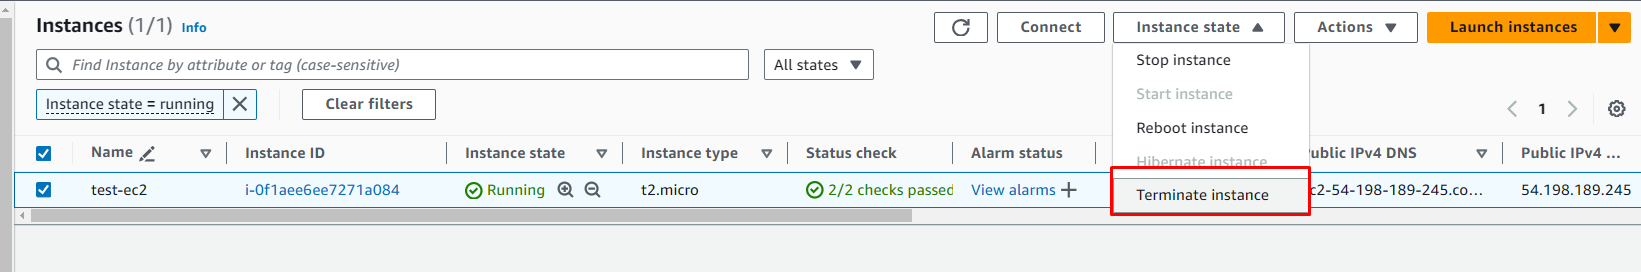 Instances (1/1) Info
Connect
Instance state
Actions
Launch instances
Find Instance by attribute or tag (case-sensitive)
All states
Stop instance
Start instance
Reboot instance
Hibernate instance
Terminate instance
Instance state = running
Clear filters
1
Name Instance ID Instance state Instance type Status check Alarm status Public IPv4 DNS Public IPv4 ...
test-ec2 i-0f1aee6ee7271a084 Running t2.micro 2/2 checks passed View alarms + c2-54-198-189-245.co... 54.198.189.245